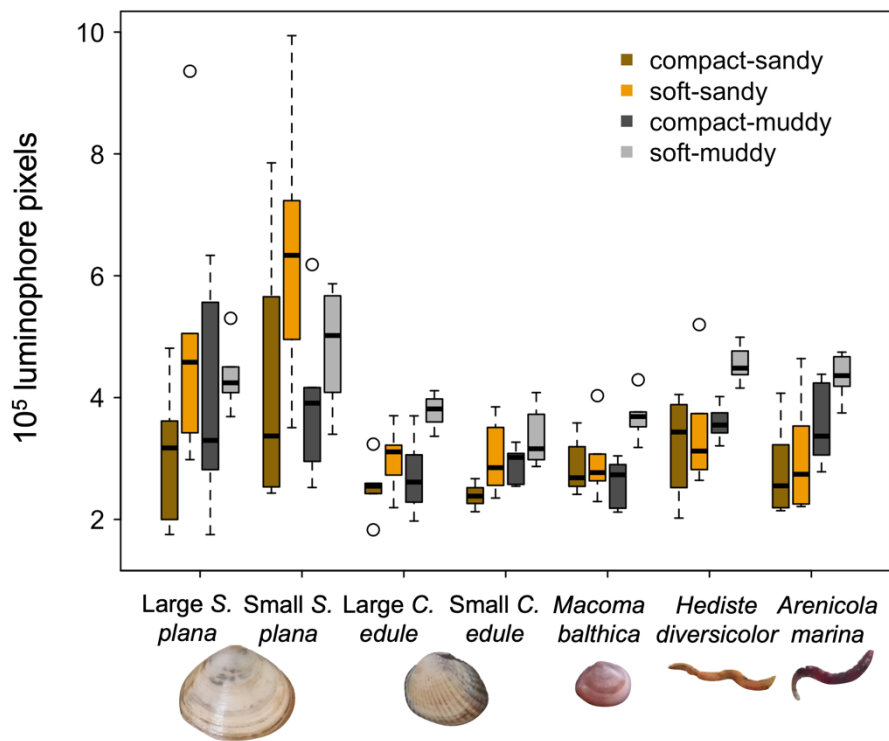 10
8
6
4
2
10⁵ luminophore pixels
compact-sandy
soft-sandy
compact-muddy
soft-muddy
Large S. plana
Small S. plana
Large C. edule
Small C. edule
Macoma balthica
Hediste diversicolor
Arenicola marina